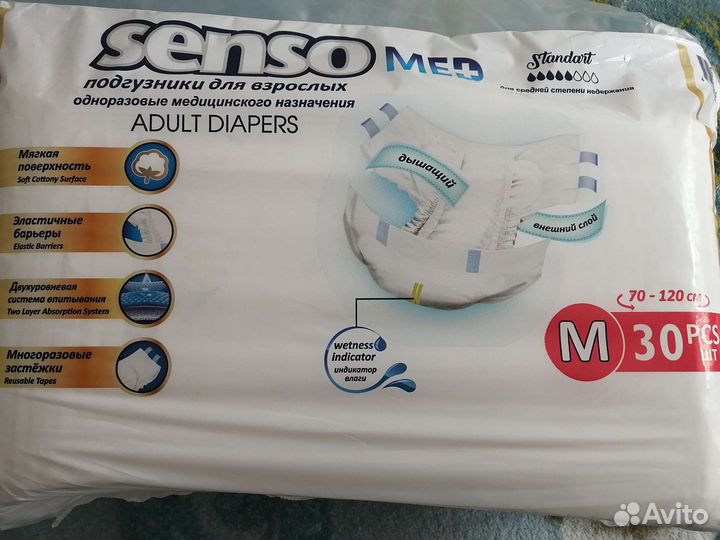 senso MED
подгузники для взрослых
одноразовые медицинского назначения
ADULT DIAPERS
Standart
для средней степени недержания
Мягкая
поверхность
Soft Cottony Surface
Эластичные
барьеры
Elastic Barriers
Двухуровневая
система впитывания
Two Layer Absorption System
Многоразовые
застёжки
Reusable Tapes
дышащий
внешний слой
wetness
indicator
индикатор
влаги
70 - 120 см
M 30 PCS
ШТ
Avito